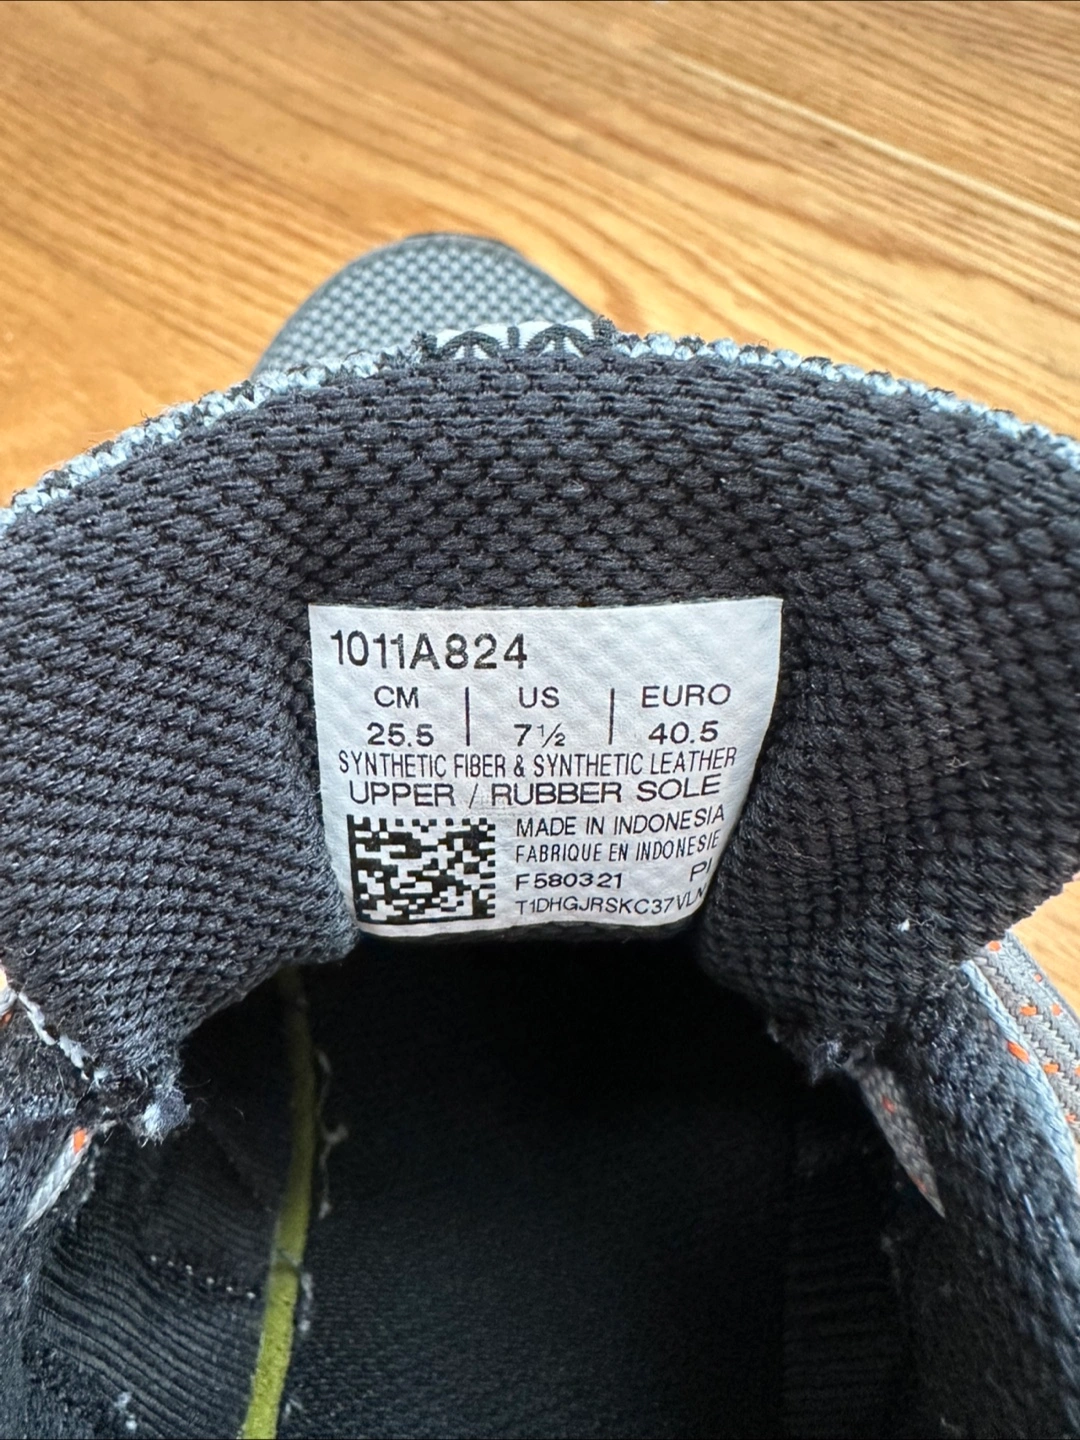 1011A824
CM | US | EURO
25.5 | 7½ | 40.5
SYNTHETIC FIBER & SYNTHETIC LEATHER
UPPER / RUBBER SOLE
MADE IN INDONESIA
FABRIQUE EN INDONESIE
F580321 PI